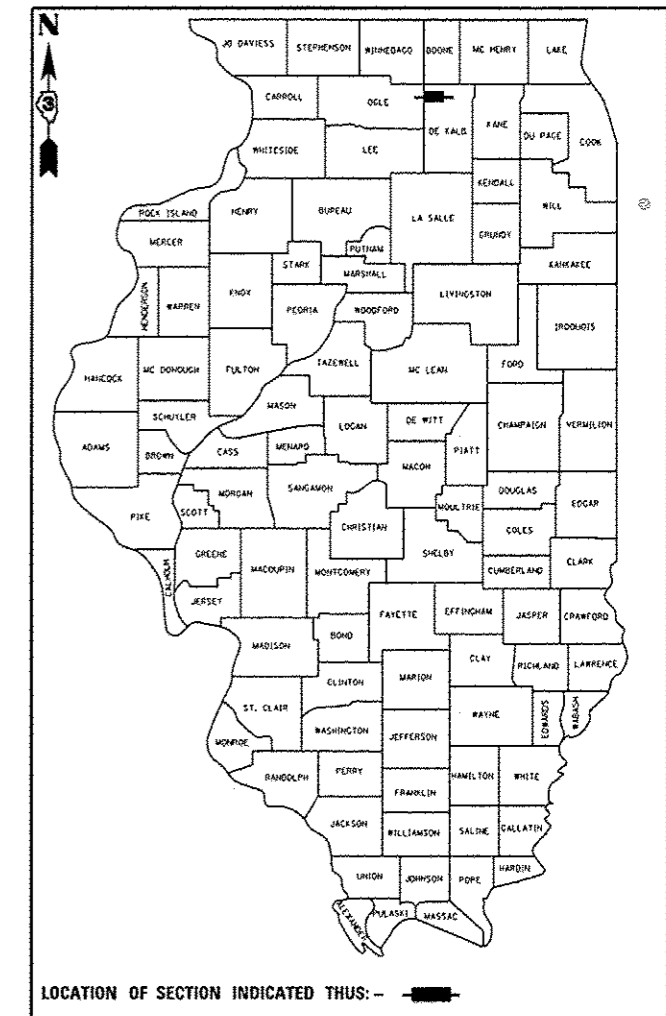 N
3
JO DAVIESS STEPHENSON WINNEBAGO BOONE MC HENRY LAKE
CARROLL OGLE DE KALB KANE DU PAGE COOK
WHITESIDE LEE
KENDALL
ROCK ISLAND HENRY BUREAU LA SALLE GRUNDY WILL
MERCER PUTNAM KANKAKEE
STARK MARSHALL
HENDERSON WARREN KNOX PEORIA WOODFORD LIVINGSTON IROQUOIS
TAZEWELL FORD
HANCOCK MC DONOUGH FULTON MC LEAN
MASON
SCHUYLER LOGAN DE WITT CHAMPAIGN VERMILION
ADAMS BROWN CASS MENARD PIATT
MACON
MORGAN SANGAMON DOUGLAS EDGAR
PIKE SCOTT CHRISTIAN MOULTRIE
COLES
GREENE SHELBY
CALHOUN MACOUPIN MONTGOMERY CUMBERLAND CLARK
JERSEY
FAYETTE EFFINGHAM JASPER CRAWFORD
MADISON BOND
CLAY RICHLAND LAWRENCE
CLINTON MARION
ST. CLAIR WAYNE EDWARDS WABASH
WASHINGTON JEFFERSON
MONROE
RANDOLPH PERRY HAMILTON WHITE
FRANKLIN
JACKSON WILLIAMSON SALINE GALLATIN
UNION JOHNSON POPE HARDIN
ALEXANDER PULASKI MASSAC
LOCATION OF SECTION INDICATED THUS: -